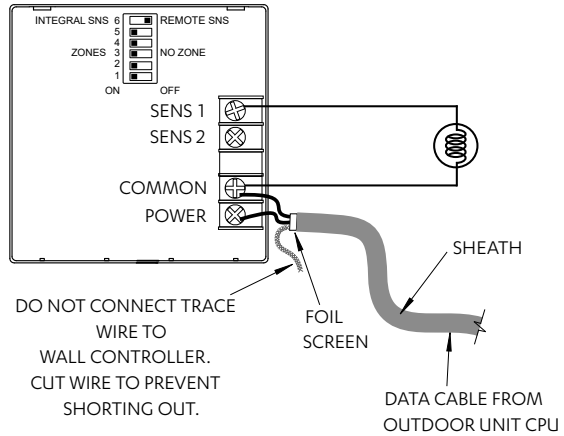 INTEGRAL SNS 6 REMOTE SNS
5
4
ZONES 3 NO ZONE
2
1
ON OFF
SENS 1
SENS 2
COMMON
POWER
SHEATH
DO NOT CONNECT TRACE
WIRE TO
WALL CONTROLLER.
CUT WIRE TO PREVENT
SHORTING OUT.
FOIL
SCREEN
DATA CABLE FROM
OUTDOOR UNIT CPU